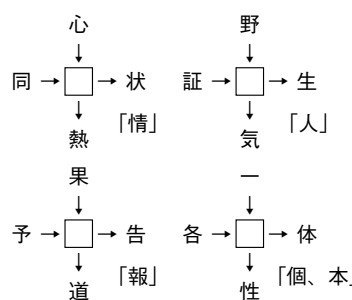 心 野
同 → □ → 状 証 → □ → 生
熱 「情」 気 「人」
果 一
予 → □ → 告 各 → □ → 体
道 「報」 性 「個、本」